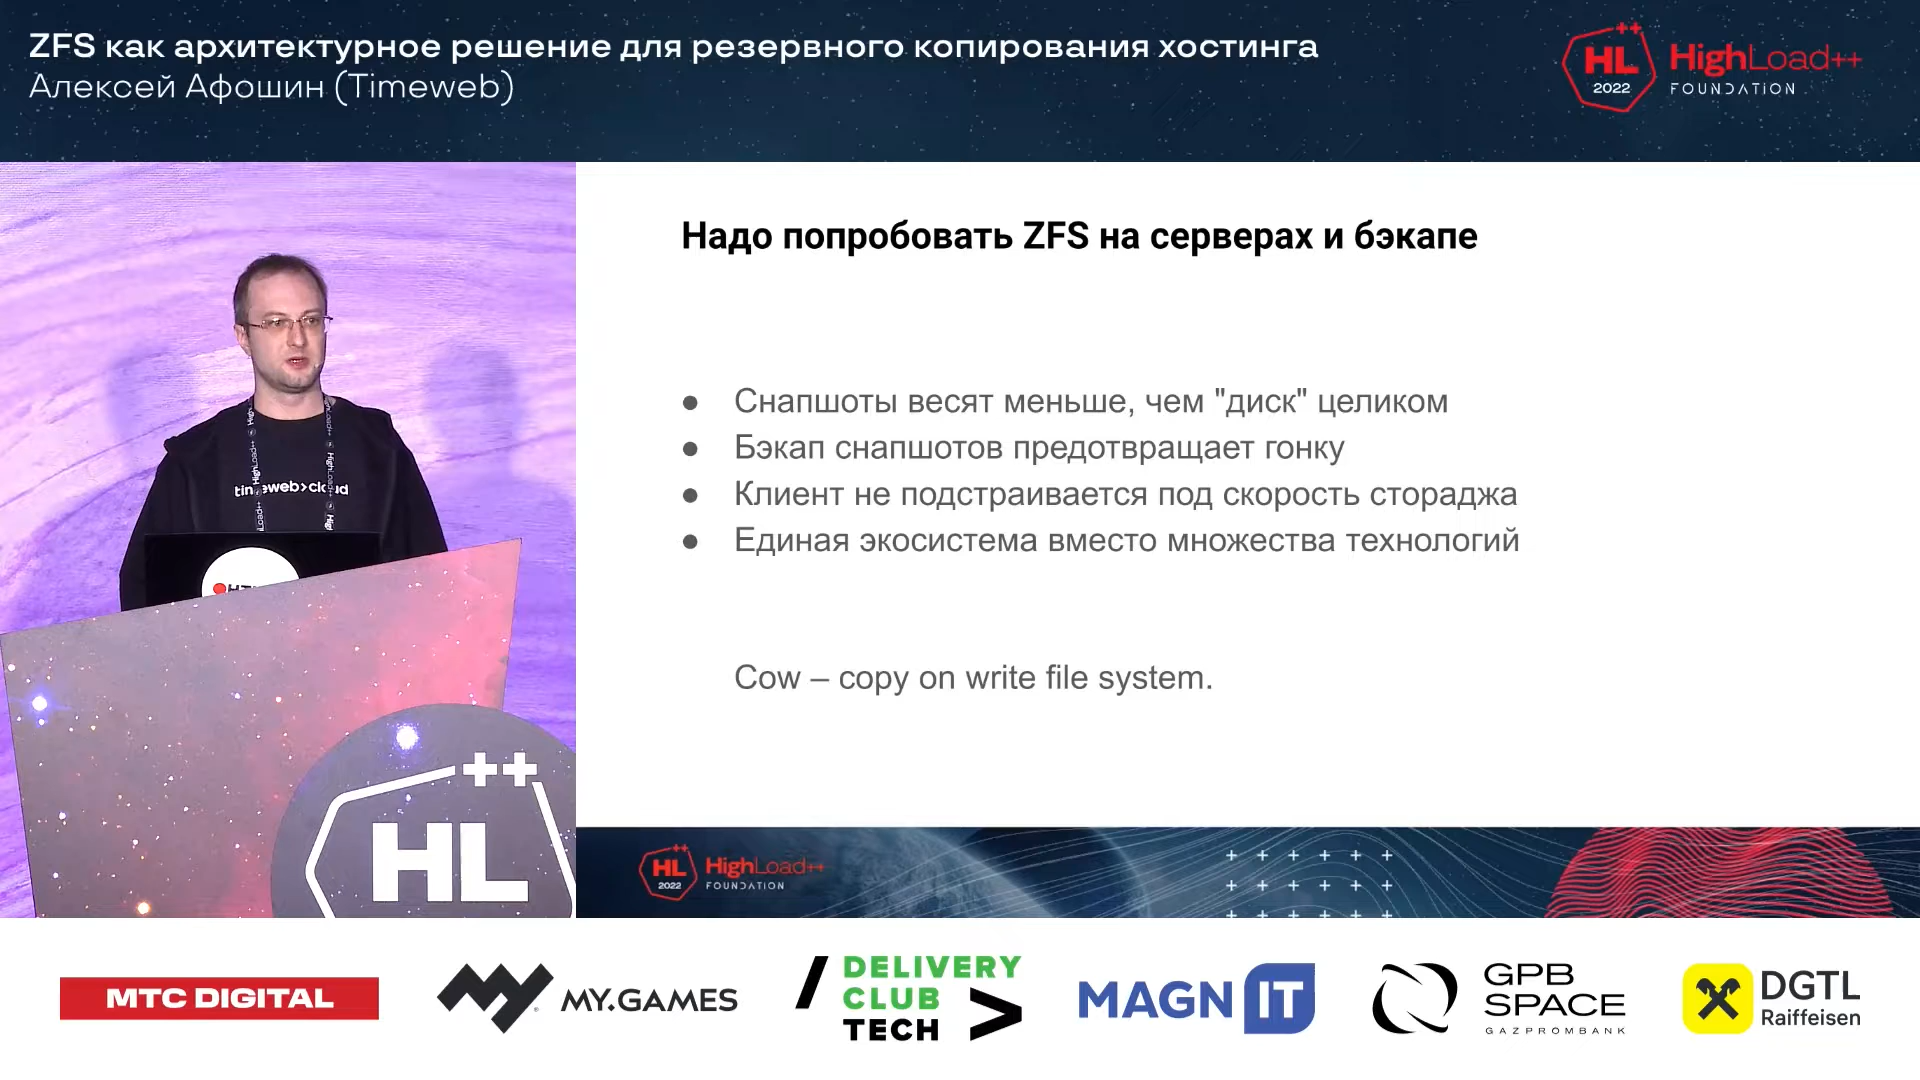 ZFS как архитектурное решение для резервного копирования хостинга
Алексей Афошин (Timeweb)
HL++
2022
HighLoad++
FOUNDATION
Надо попробовать ZFS на серверах и бэкапе
● Снапшоты весят меньше, чем "диск" целиком
● Бэкап снапшотов предотвращает гонку
● Клиент не подстраивается под скорость стораджа
● Единая экосистема вместо множества технологий
Cow – copy on write file system.
HighLoad++
HighLoad++
++
HL
HL++
2022
HighLoad++
FOUNDATION
МТС DIGITAL
MY.GAMES
/ DELIVERY
CLUB
TECH >
MAGNIT
GPB
SPACE
GAZPROMBANK
DGTL
Raiffeisen